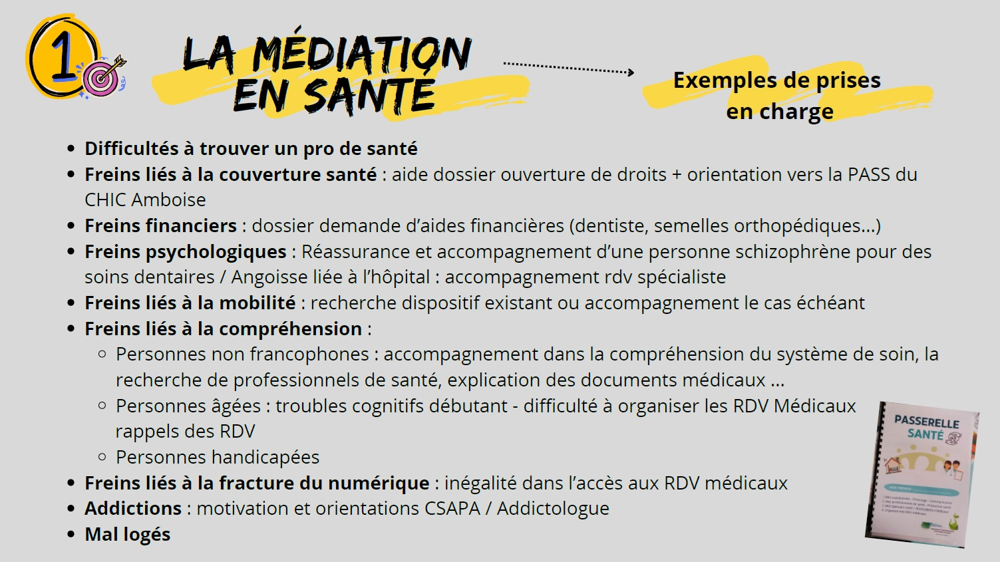 1
LA MÉDIATION
EN SANTÉ
Exemples de prises
en charge
• Difficultés à trouver un pro de santé
• Freins liés à la couverture santé : aide dossier ouverture de droits + orientation vers la PASS du
CHIC Amboise
• Freins financiers : dossier demande d’aides financières (dentiste, semelles orthopédiques...)
• Freins psychologiques : Réassurance et accompagnement d’une personne schizophrène pour des
soins dentaires / Angoisse liée à l’hôpital : accompagnement rdv spécialiste
• Freins liés à la mobilité : recherche dispositif existant ou accompagnement le cas échéant
• Freins liés à la compréhension :
◦ Personnes non francophones : accompagnement dans la compréhension du système de soin, la
recherche de professionnels de santé, explication des documents médicaux ...
◦ Personnes âgées : troubles cognitifs débutant - difficulté à organiser les RDV Médicaux
rappels des RDV
◦ Personnes handicapées
• Freins liés à la fracture du numérique : inégalité dans l’accès aux RDV médicaux
• Addictions : motivation et orientations CSAPA / Addictologue
• Mal logés
PASSERELLE
SANTÉ